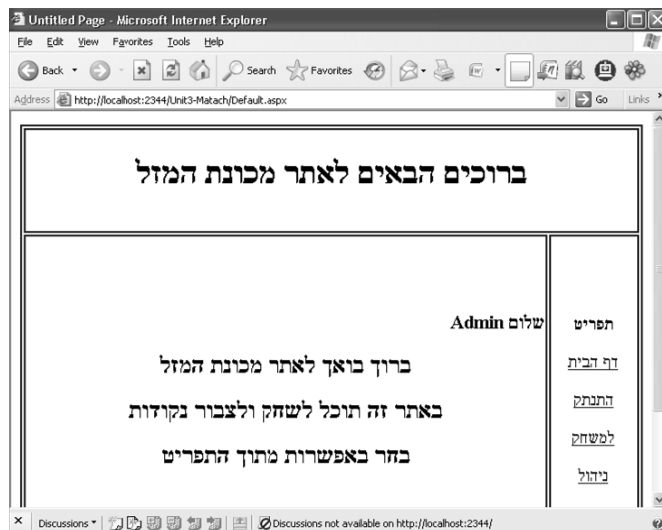 Untitled Page - Microsoft Internet Explorer
File Edit View Favorites Tools Help
Back Search Favorites
Address http://localhost:2344/Unit3-Matach/Default.aspx Go Links
ברוכים הבאים לאתר מכונת המזל
תפריט
דף הבית
התנתק
למשחק
ניהול
שלום Admin
ברוך בואך לאתר מכונת המזל
באתר זה תוכל לשחק ולצבור נקודות
בחר באפשרות מתוך התפריט
Discussions Discussions not available on http://localhost:2344/